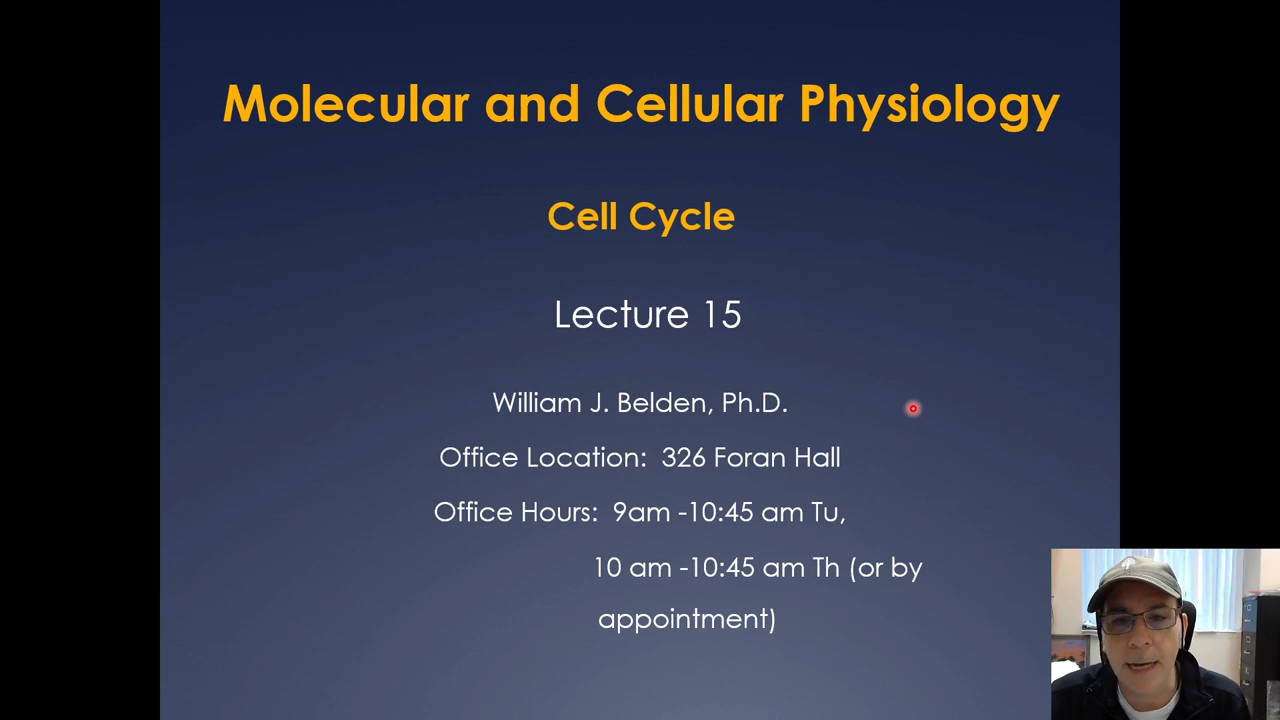 Molecular and Cellular Physiology
Cell Cycle
Lecture 15
William J. Belden, Ph.D.
Office Location: 326 Foran Hall
Office Hours: 9am -10:45 am Tu,
10 am -10:45 am Th (or by
appointment)